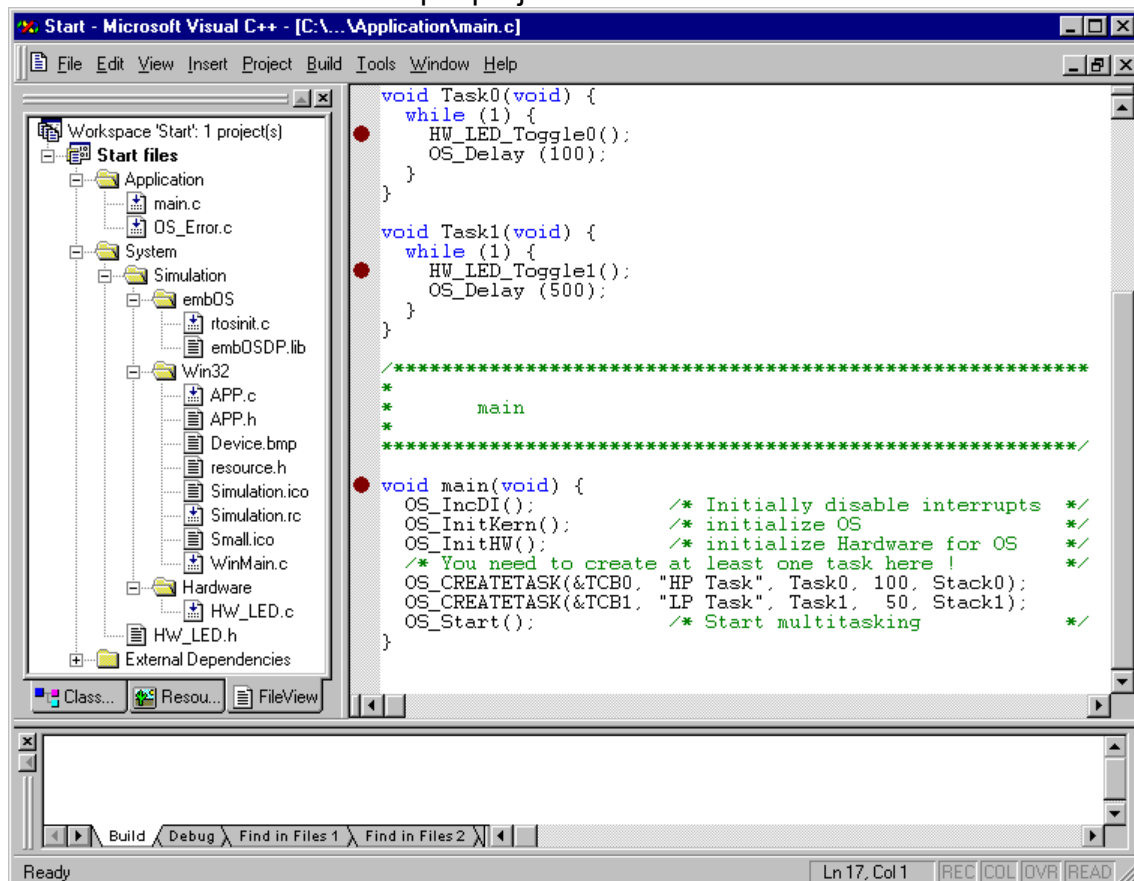 Start - Microsoft Visual C++ - [C:\...\Application\main.c]
File Edit View Insert Project Build Tools Window Help
Workspace 'Start': 1 project(s)
Start files
Application
main.c
OS_Error.c
System
Simulation
embOS
rtosinit.c
embOSDP.lib
Win32
APP.c
APP.h
Device.bmp
resource.h
Simulation.ico
Simulation.rc
Small.ico
WinMain.c
Hardware
HW_LED.c
HW_LED.h
External Dependencies
Class... Resou... FileView
void Task0(void) {
  while (1) {
    HW_LED_Toggle0();
    OS_Delay (100);
  }
}
void Task1(void) {
  while (1) {
    HW_LED_Toggle1();
    OS_Delay (500);
  }
}
/*********************************************************
*
*       main
*
*********************************************************/
void main(void) {
  OS_IncDI();           /* Initially disable interrupts  */
  OS_InitKern();        /* initialize OS                 */
  OS_InitHW();          /* initialize Hardware for OS    */
  /* You need to create at least one task here !         */
  OS_CREATETASK(&TCB0, "HP Task", Task0, 100, Stack0);
  OS_CREATETASK(&TCB1, "LP Task", Task1,  50, Stack1);
  OS_Start();           /* Start multitasking            */
}
Build Debug Find in Files 1 Find in Files 2
Ready Ln 17, Col 1 REC COL OVR READ